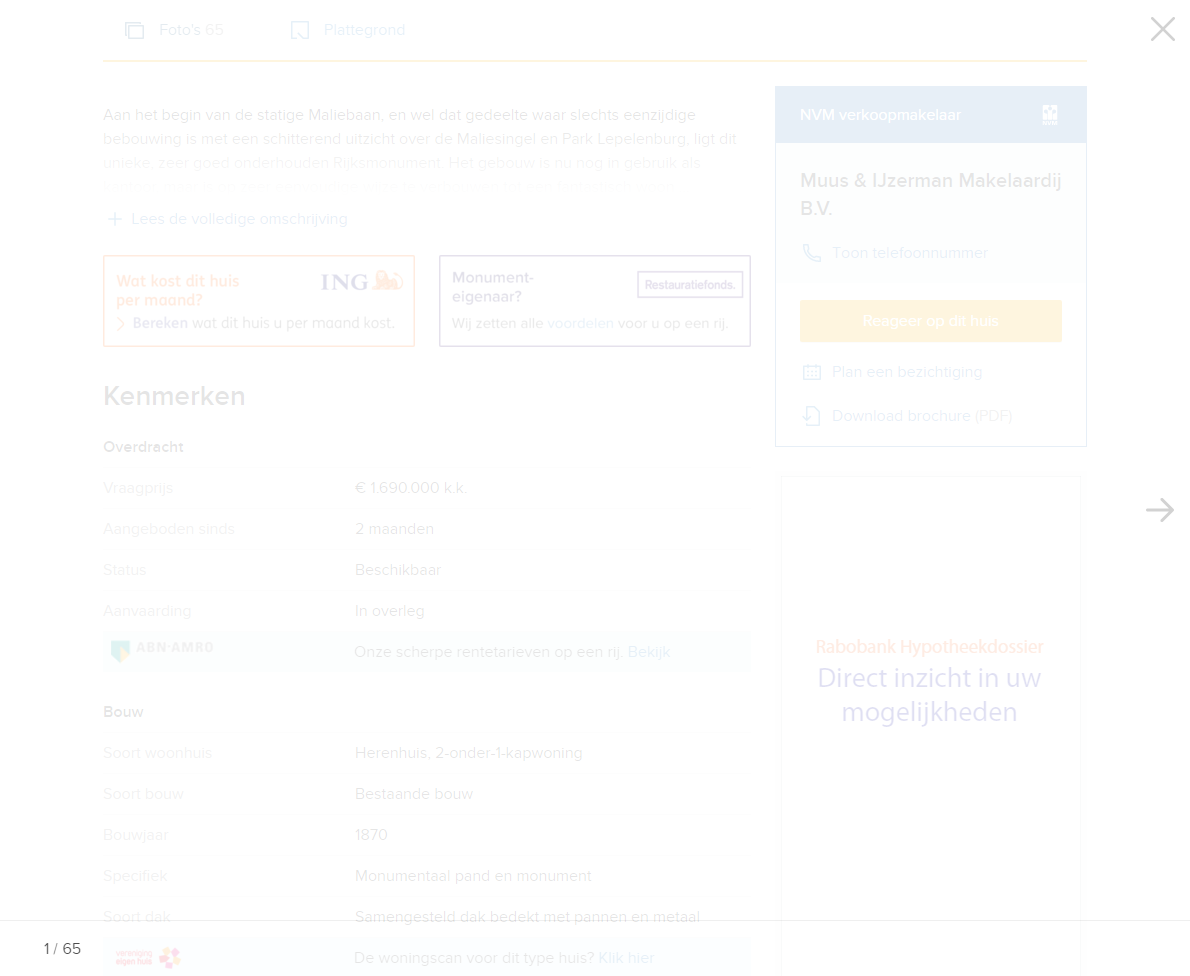 Foto's 65
Plattegrond
Aan het begin van de statige Maliebaan, en wel dat gedeelte waar slechts eenzijdige
bebouwing is met een schitterend uitzicht over de Maliesingel en Park Lepelenburg, ligt dit
unieke, zeer goed onderhouden Rijksmonument. Het gebouw is nu nog in gebruik als
Lees de volledige omschrijving
Wat kost dit huis
per maand?
ING
Bereken wat dit huis u per maand kost.
Monument-
eigenaar?
Restauratiefonds.
Wij zetten alle voordelen voor u op een rij.
Kenmerken
Overdracht
Vraagprijs € 1.690.000 k.k.
Aangeboden sinds 2 maanden
Status Beschikbaar
Aanvaarding In overleg
ABN·AMRO Onze scherpe rentetarieven op een rij. Bekijk
Bouw
Soort woonhuis Herenhuis, 2-onder-1-kapwoning
Soort bouw Bestaande bouw
Bouwjaar 1870
Specifiek Monumentaal pand en monument
Soort dak Samengesteld dak bedekt met pannen en metaal
vereniging
eigen huis De woningscan voor dit type huis? Klik hier
NVM verkoopmakelaar
Muus & IJzerman Makelaardij
B.V.
Toon telefoonnummer
Reageer op dit huis
Plan een bezichtiging
Download brochure (PDF)
Rabobank Hypotheekdossier
Direct inzicht in uw
mogelijkheden
1 / 65